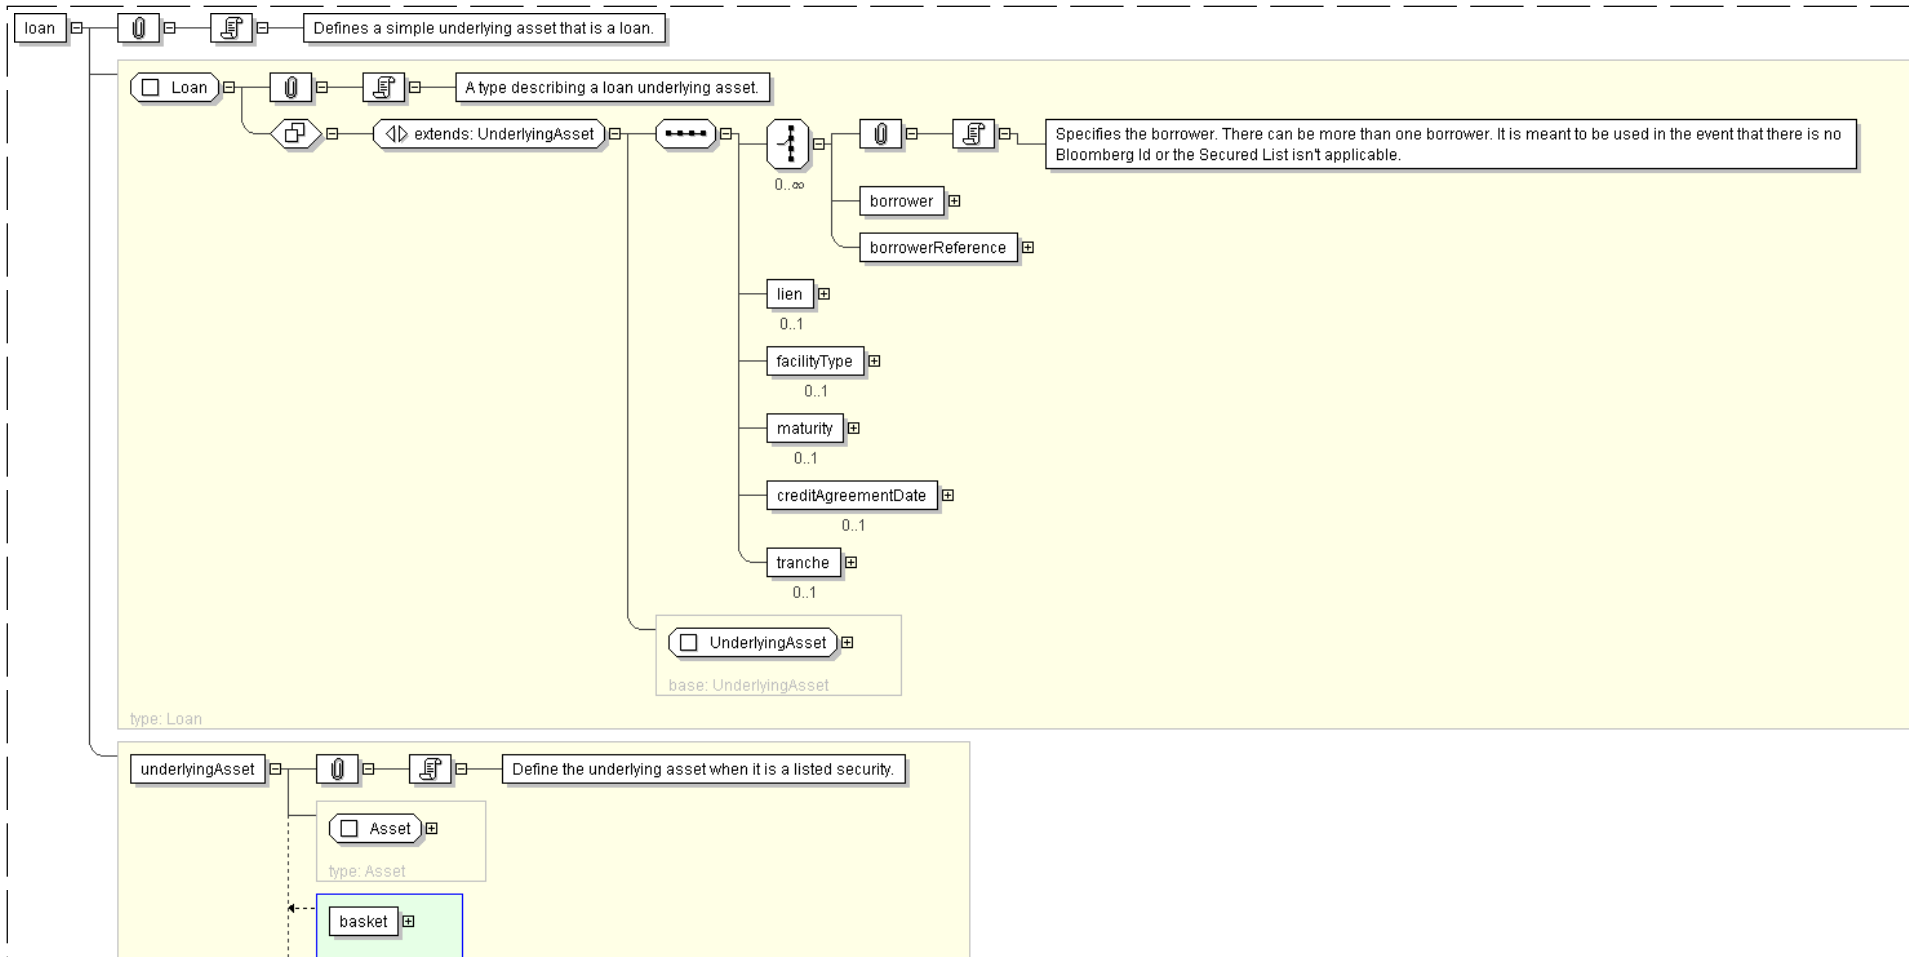 loan
Defines a simple underlying asset that is a loan.
Loan
A type describing a loan underlying asset.
extends: UnderlyingAsset
Specifies the borrower. There can be more than one borrower. It is meant to be used in the event that there is no
Bloomberg Id or the Secured List isn't applicable.
0..∞
borrower
borrowerReference
lien
0..1
facilityType
0..1
maturity
0..1
creditAgreementDate
0..1
tranche
0..1
UnderlyingAsset
base: UnderlyingAsset
type: Loan
underlyingAsset
Define the underlying asset when it is a listed security.
Asset
type: Asset
basket